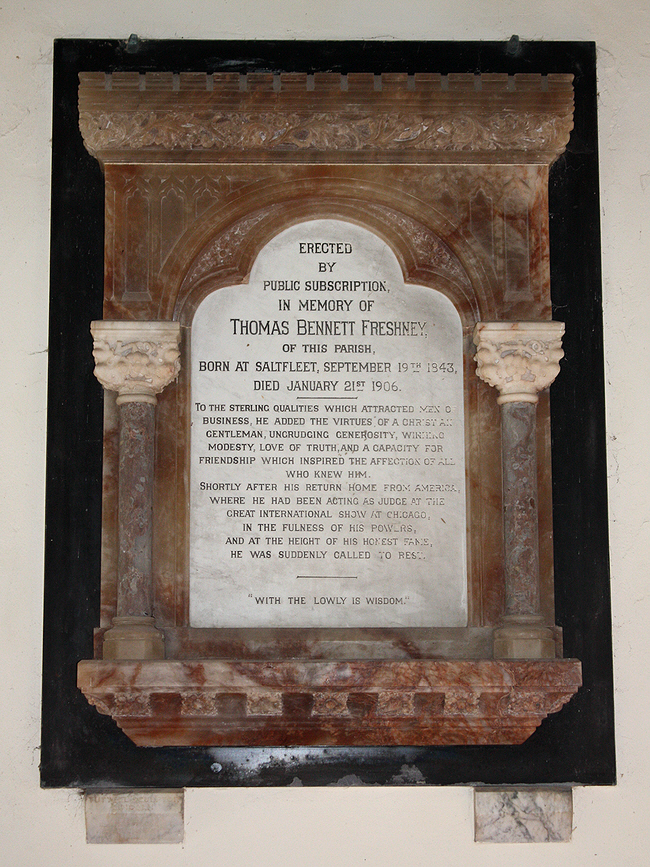 ERECTED
BY
PUBLIC SUBSCRIPTION,
IN MEMORY OF
THOMAS BENNETT FRESHNEY,
OF THIS PARISH,
BORN AT SALTFLEET, SEPTEMBER 19TH 1843,
DIED JANUARY 21ST 1906.
TO THE STERLING QUALITIES WHICH ATTRACTED MEN O
BUSINESS, HE ADDED THE VIRTUES OF A CHRISTIAN
GENTLEMAN, UNGRUDGING GENEROSITY, WINNING
MODESTY, LOVE OF TRUTH, AND A CAPACITY FOR
FRIENDSHIP WHICH INSPIRED THE AFFECTION OF ALL
WHO KNEW HIM.
SHORTLY AFTER HIS RETURN HOME FROM AMERICA,
WHERE HE HAD BEEN ACTING AS JUDGE AT THE
GREAT INTERNATIONAL SHOW AT CHICAGO,
IN THE FULNESS OF HIS POWERS,
AND AT THE HEIGHT OF HIS HONEST FAME,
HE WAS SUDDENLY CALLED TO REST.
"WITH THE LOWLY IS WISDOM."